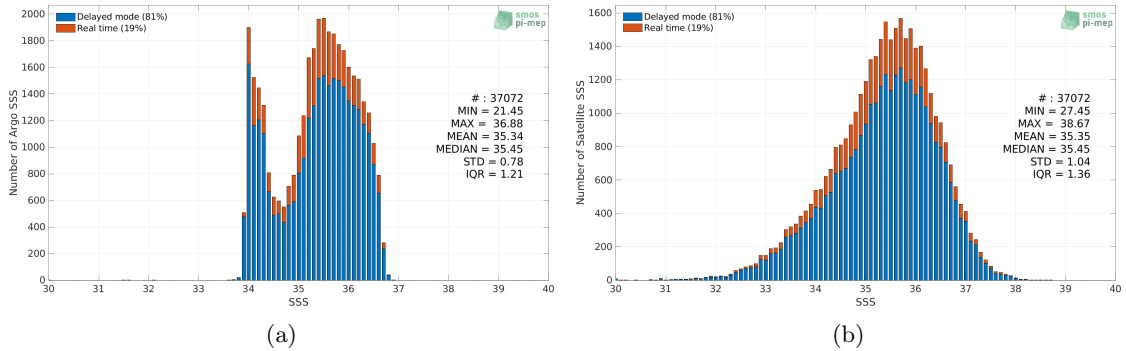 Delayed mode (81%)
Real time (19%)
smos
pi-mep
2000
1800
1600
1400
1200
1000
800
600
400
200
0
Number of Argo SSS
# : 37072
MIN = 21.45
MAX = 36.88
MEAN = 35.34
MEDIAN = 35.45
STD = 0.78
IQR = 1.21
30 31 32 33 34 35 36 37 38 39 40
SSS
(a)
Delayed mode (81%)
Real time (19%)
smos
pi-mep
1600
1400
1200
1000
800
600
400
200
0
Number of Satellite SSS
# : 37072
MIN = 27.45
MAX = 38.67
MEAN = 35.35
MEDIAN = 35.45
STD = 1.04
IQR = 1.36
30 31 32 33 34 35 36 37 38 39 40
SSS
(b)